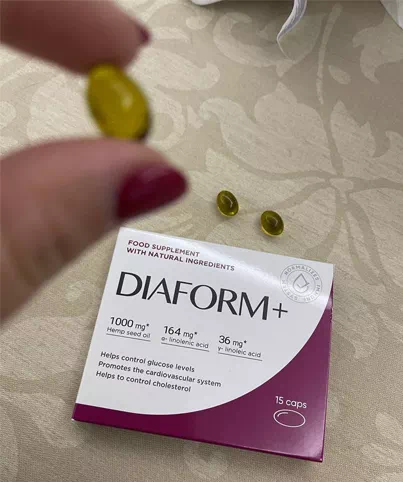 FOOD SUPPLEMENT
WITH NATURAL INGREDIENTS
DIAFORM+
1000 mg*
Hemp seed oil
164 mg*
α- linolenic acid
36 mg*
γ- linoleic acid
Helps control glucose levels
Promotes the cardiovascular system
Helps to control cholesterol
15 caps